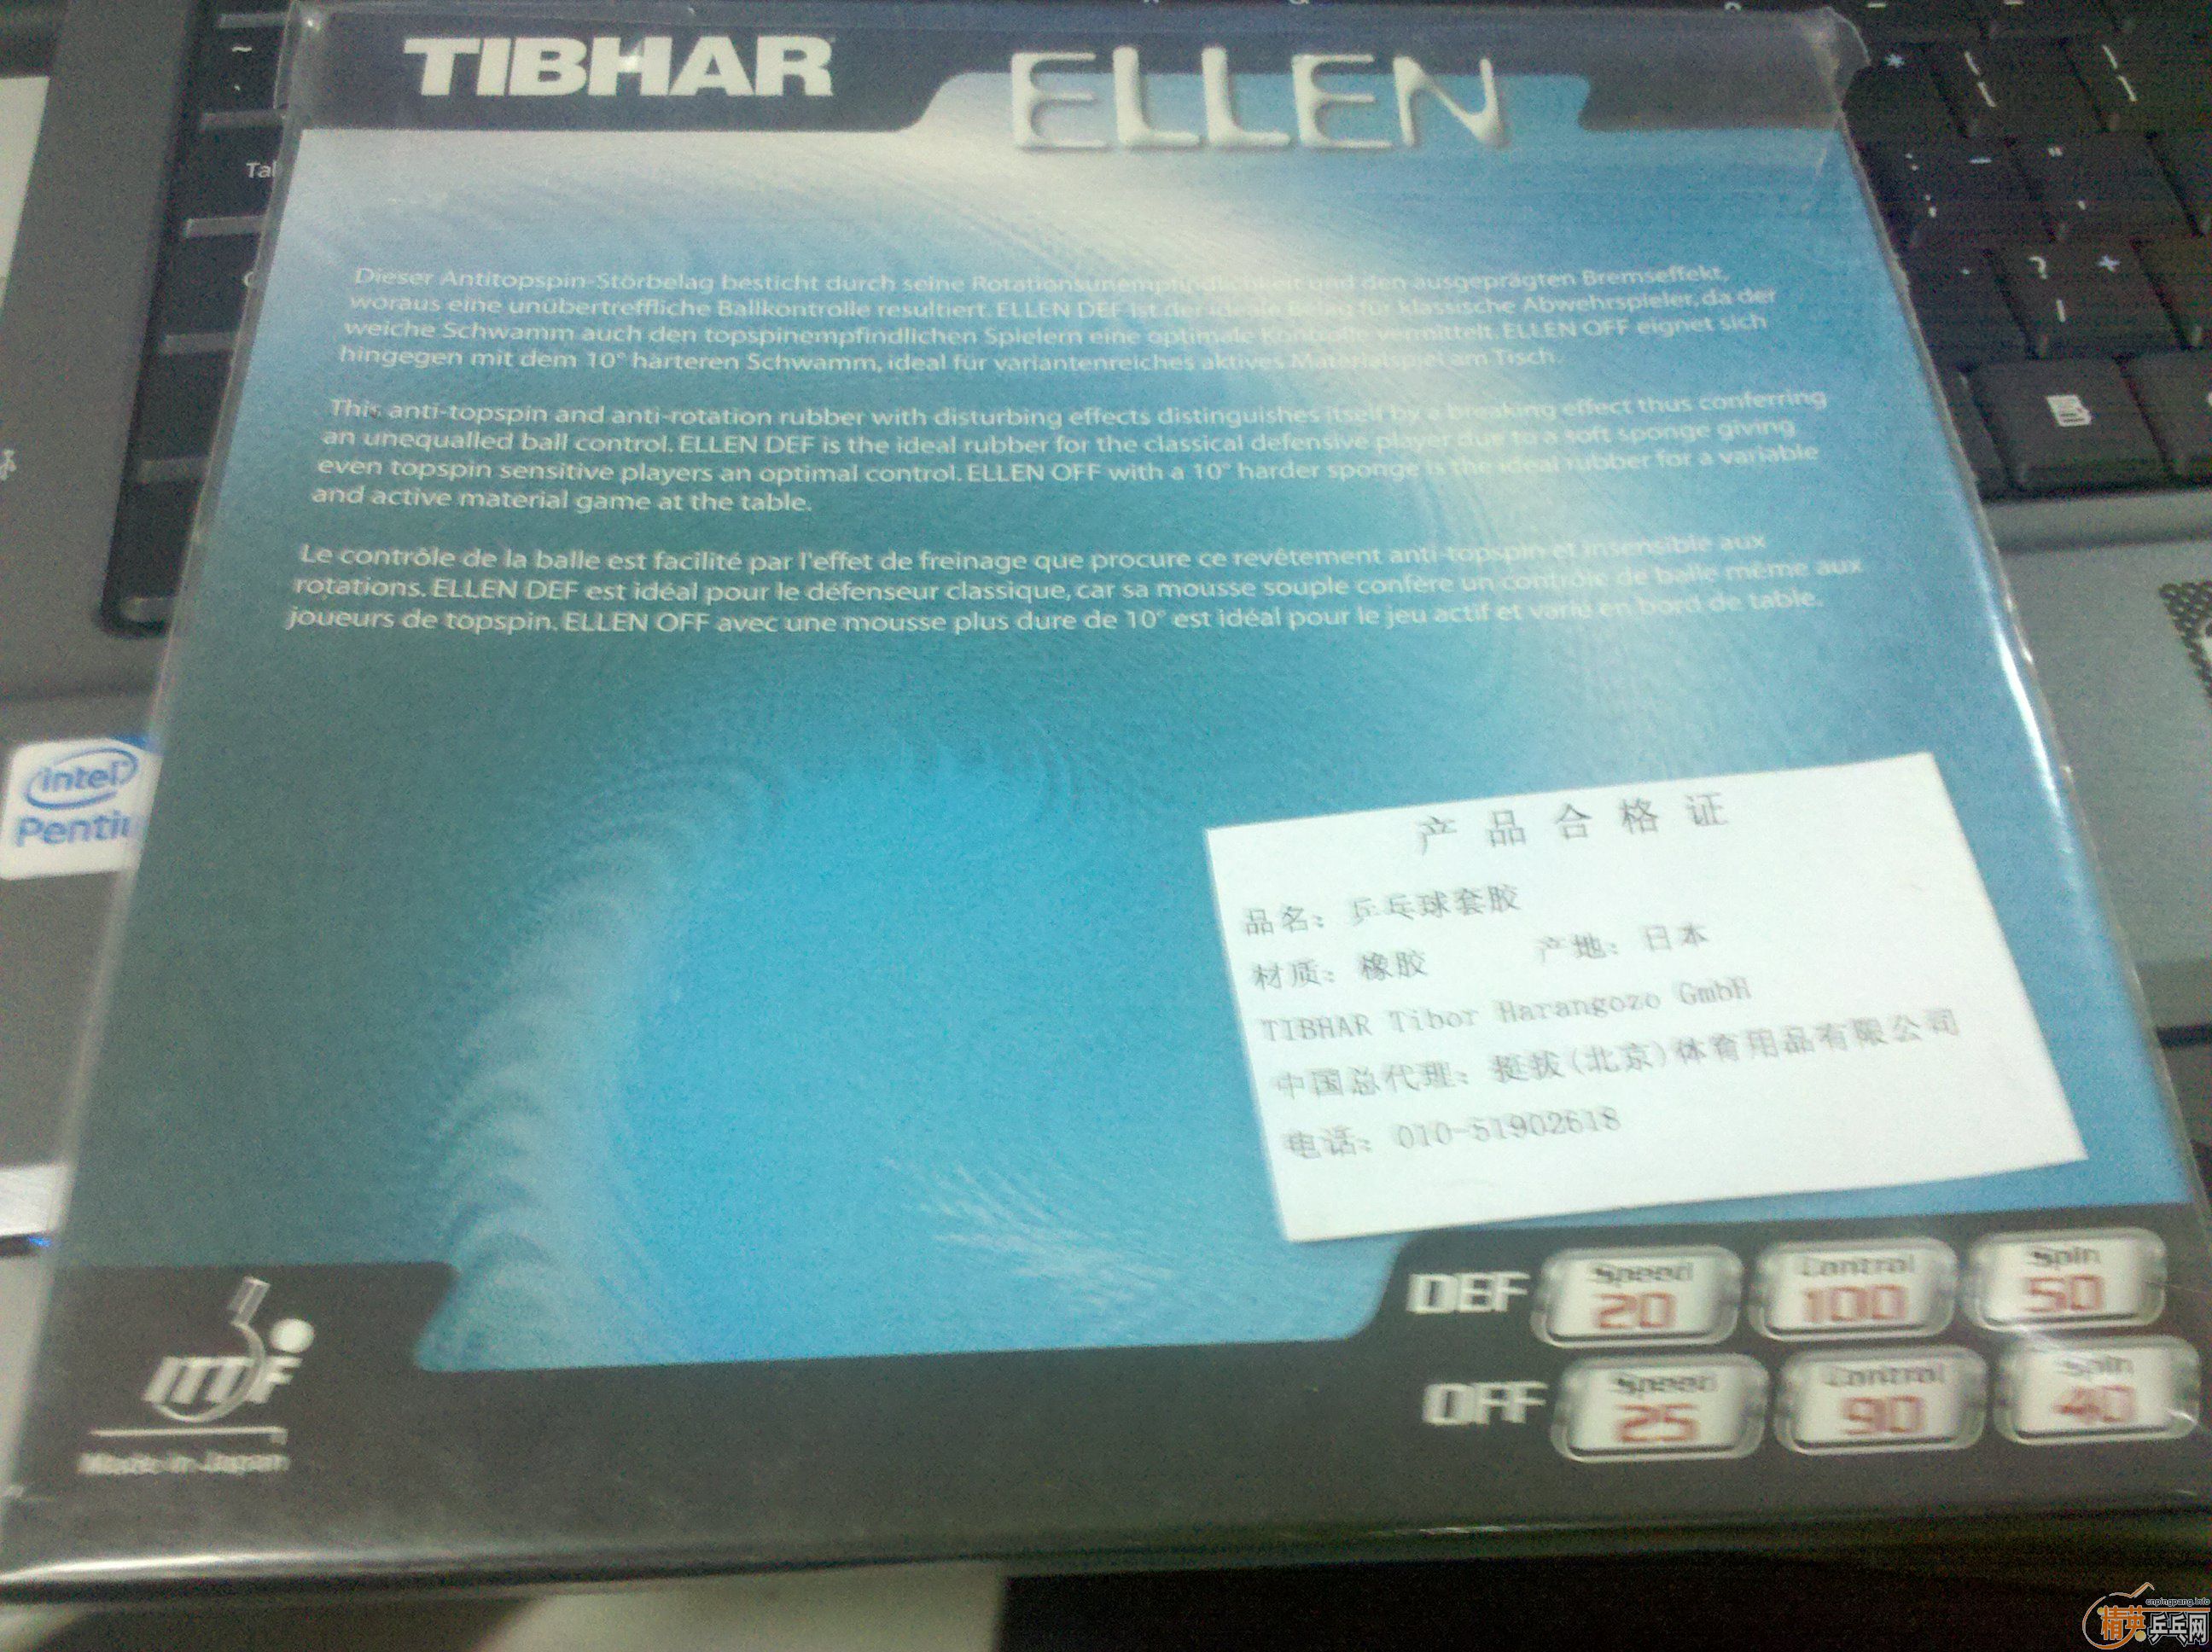 TIBHAR
ELLEN
Dieser Antitopspin-Störbelag besticht durch seine Rotationsunempfindlichkeit und den ausgeprägten Bremseffekt,
woraus eine unübertreffliche Ballkontrolle resultiert. ELLEN DEF ist der ideale Belag für klassische Abwehrspieler, da der
weiche Schwamm auch den topspinempfindlichen Spielern eine optimale Kontrolle vermittelt. ELLEN OFF eignet sich
hingegen mit dem 10° härteren Schwamm, ideal für variantenreiches aktives Materialspiel am Tisch.
This anti-topspin and anti-rotation rubber with disturbing effects distinguishes itself by a breaking effect thus conferring
an unequalled ball control. ELLEN DEF is the ideal rubber for the classical defensive player due to a soft sponge giving
even topspin sensitive players an optimal control. ELLEN OFF with a 10° harder sponge is the ideal rubber for a variable
and active material game at the table.
Le contrôle de la balle est facilité par l'effet de freinage que procure ce revêtement anti-topspin et insensible aux
rotations. ELLEN DEF est idéal pour le défenseur classique, car sa mousse souple confère un contrôle de balle même aux
joueurs de topspin. ELLEN OFF avec une mousse plus dure de 10° est idéal pour le jeu actif et varié en bord de table.
intel
产品合格证
品名：乒乓球套胶
材质：橡胶 产地：日本
TIBHAR Tibor Harangozo GmbH
中国总代理：挺拔(北京)体育用品有限公司
电话：010-51902618
DEF Speed 20 Control 100 Spin 50
OFF Speed 25 Control 90 Spin 40
ITTF
Made in Japan
cnpingpang.info
精英乒乓网